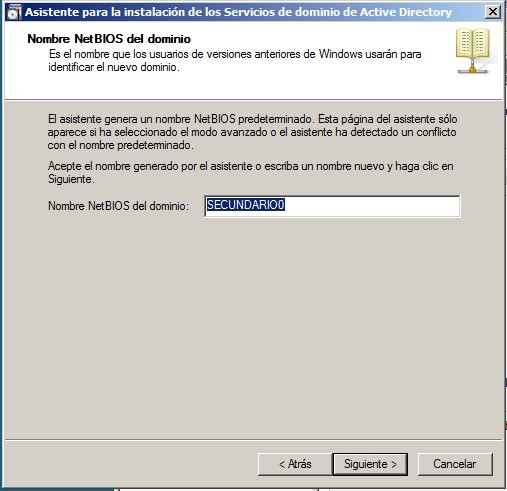 Asistente para la instalación de los Servicios de dominio de Active Directory
Nombre NetBIOS del dominio
Es el nombre que los usuarios de versiones anteriores de Windows usarán para
identificar el nuevo dominio.
El asistente genera un nombre NetBIOS predeterminado. Esta página del asistente sólo
aparece si ha seleccionado el modo avanzado o el asistente ha detectado un conflicto
con el nombre predeterminado.
Acepte el nombre generado por el asistente o escriba un nombre nuevo y haga clic en
Siguiente.
Nombre NetBIOS del dominio: SECUNDARIO0
< Atrás Siguiente > Cancelar